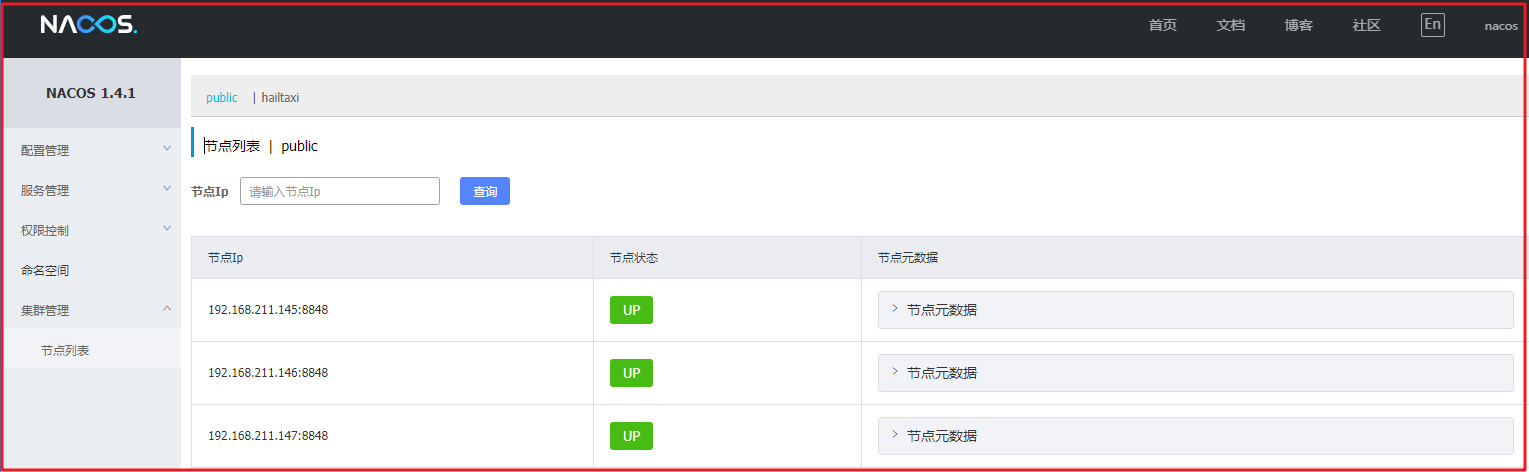 NACOS. 首页 文档 博客 社区 En nacos
NACOS 1.4.1
配置管理
服务管理
权限控制
命名空间
集群管理
节点列表
public | hailtaxi
节点列表 | public
节点Ip 请输入节点Ip 查询
节点Ip 节点状态 节点元数据
192.168.211.145:8848 UP 节点元数据
192.168.211.146:8848 UP 节点元数据
192.168.211.147:8848 UP 节点元数据